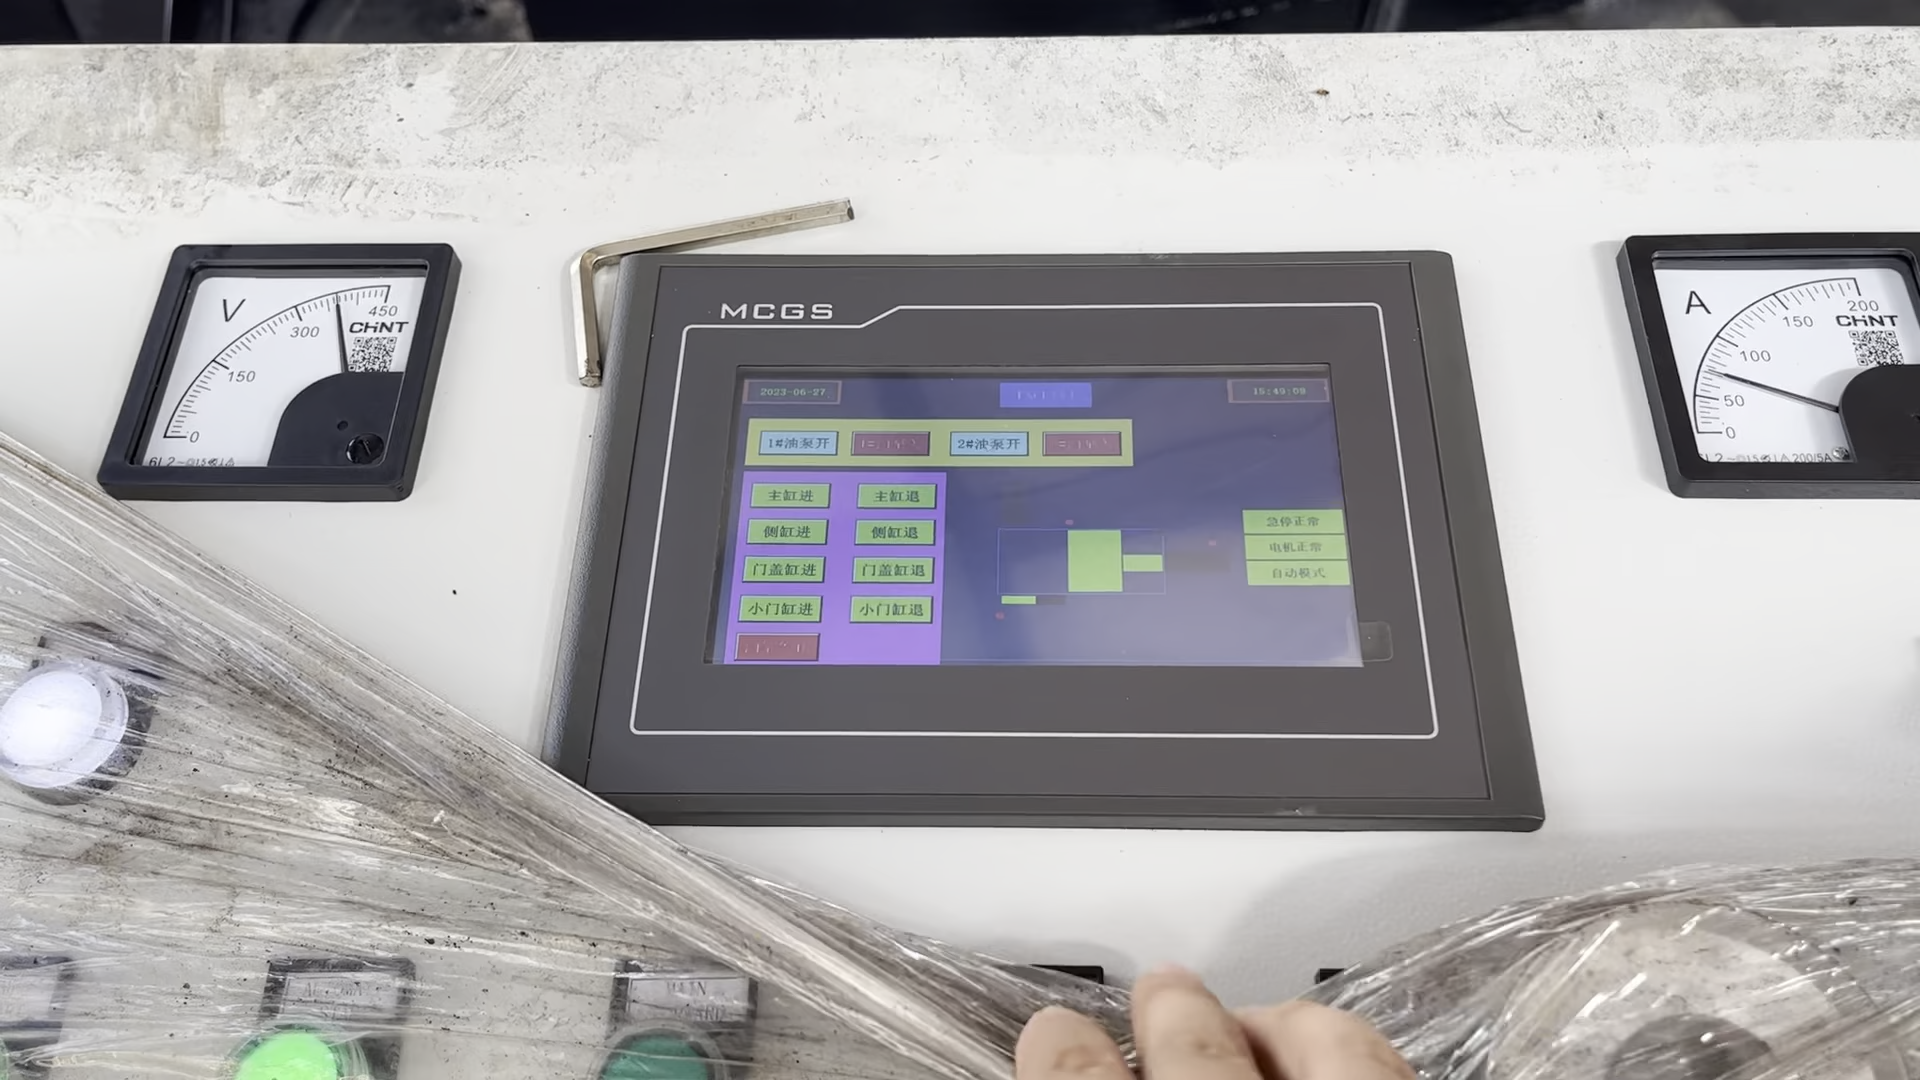 V
450
300
CHNT
150
0
MCGS
2023-06-27
15:49:09
1#油泵开
2#油泵开
主缸进
主缸退
侧缸进
侧缸退
门盖缸进
门盖缸退
小门缸进
小门缸退
急停正常
电机正常
自动模式
A
200
150
CHNT
100
50
0
200/5A
MAIN